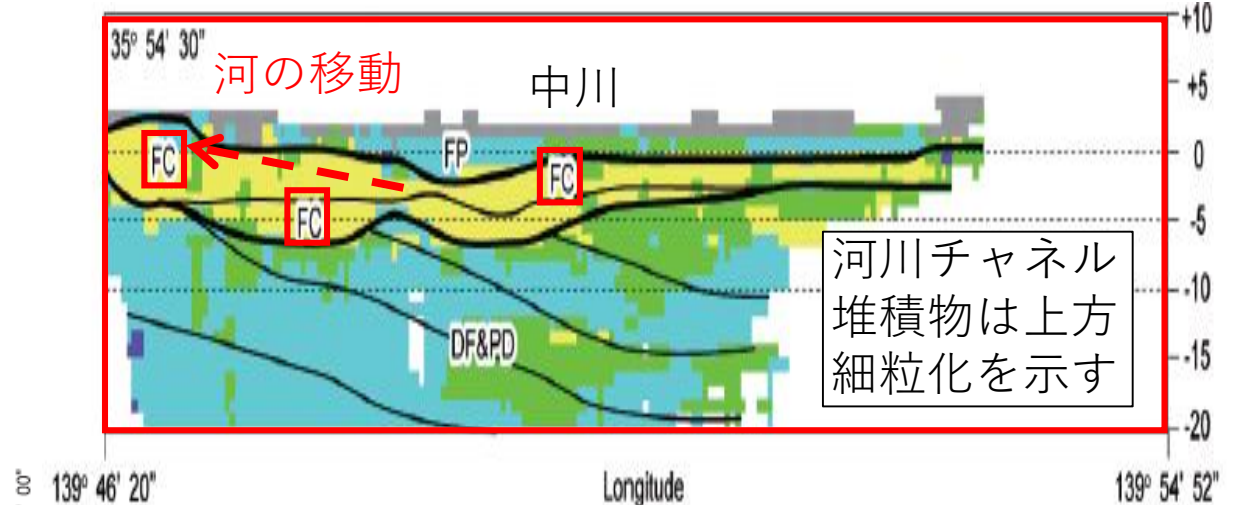 35° 54' 30"
河の移動
中川
FC
FP
FC
FC
DF&PD
河川チャネル
堆積物は上方
細粒化を示す
+10
+5
0
-5
-10
-15
-20
00"
139° 46' 20"
Longitude
139° 54' 52"